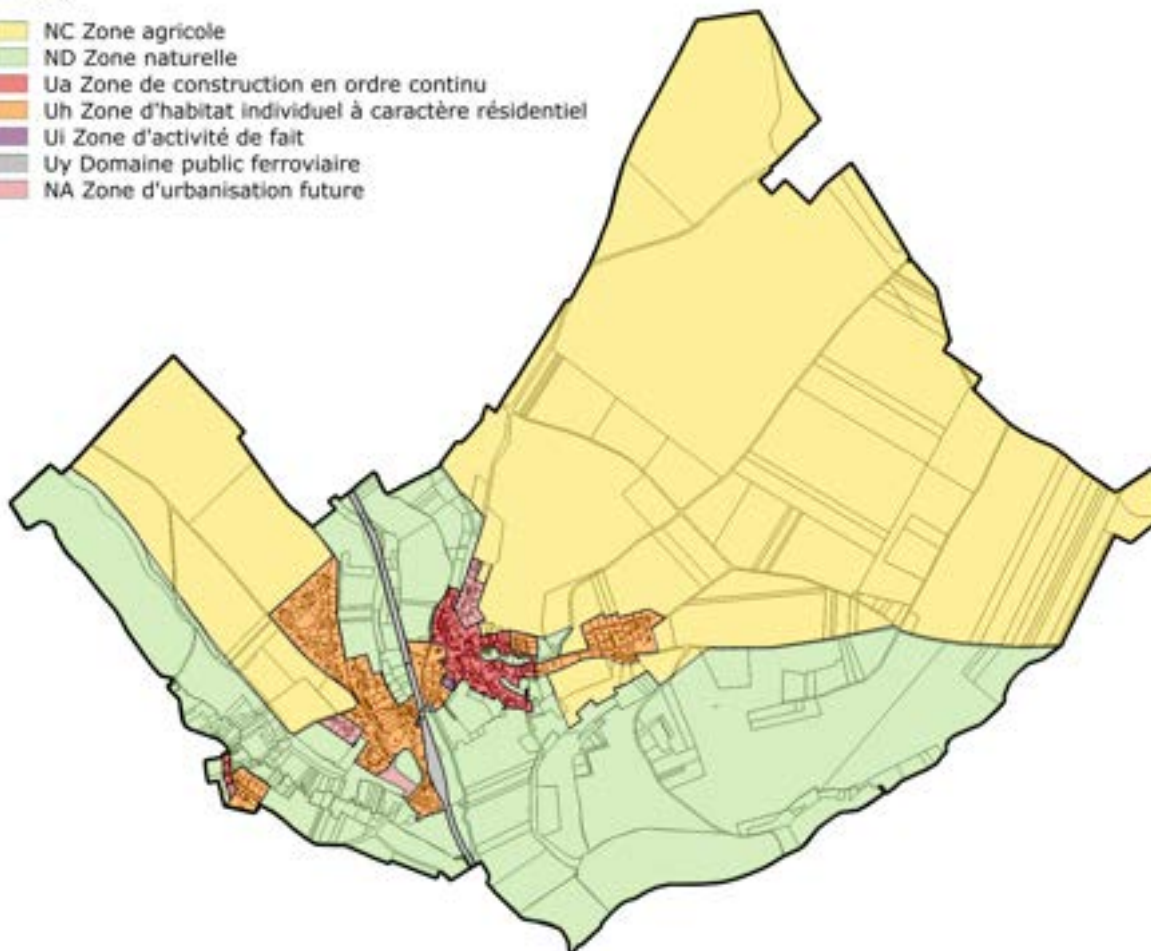 NC Zone agricole
ND Zone naturelle
Ua Zone de construction en ordre continu
Uh Zone d'habitat individuel à caractère résidentiel
Ui Zone d'activité de fait
Uy Domaine public ferroviaire
NA Zone d'urbanisation future